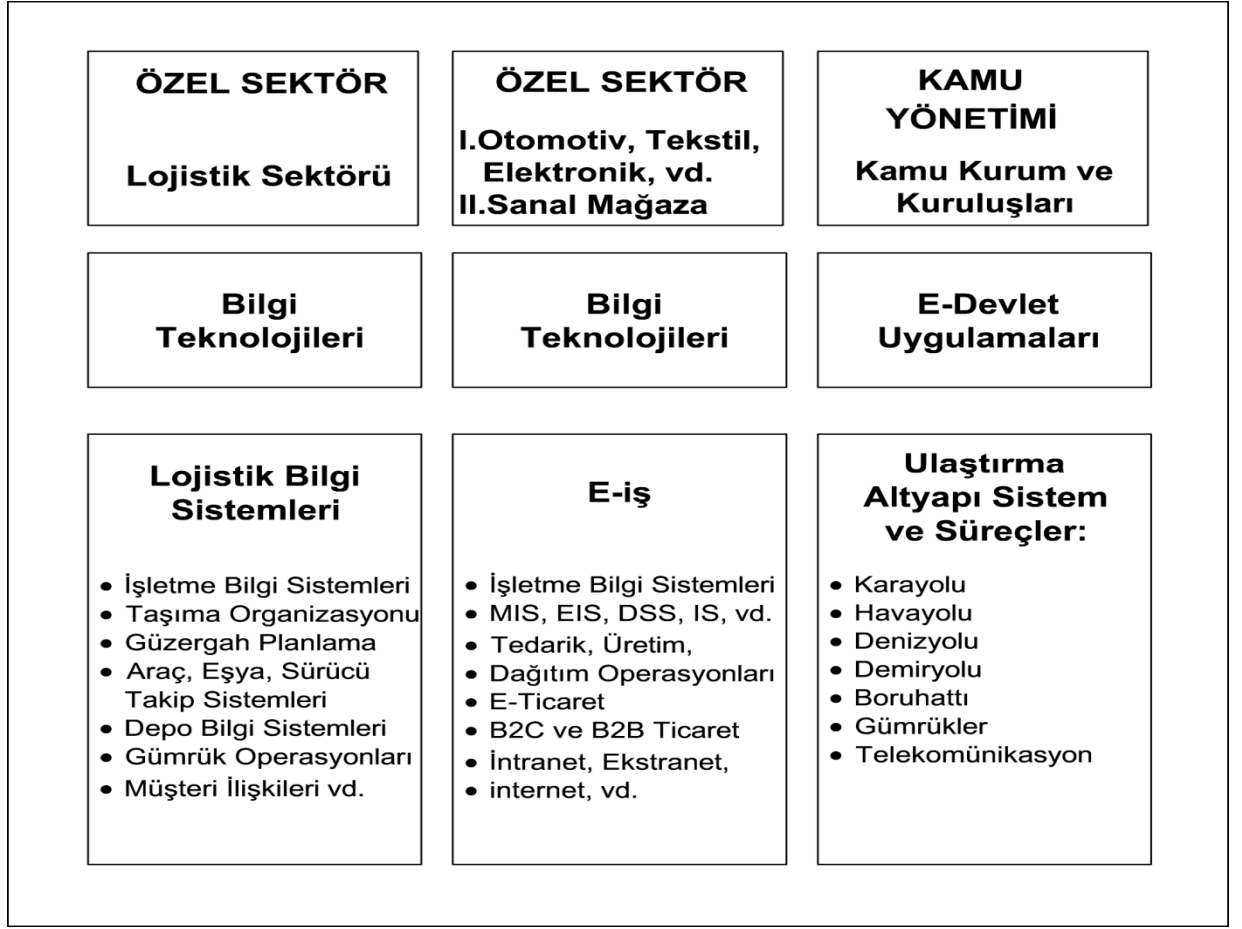 ÖZEL SEKTÖR
Lojistik Sektörü
ÖZEL SEKTÖR
I.Otomotiv, Tekstil,
Elektronik, vd.
II.Sanal Mağaza
KAMU
YÖNETİMİ
Kamu Kurum ve
Kuruluşları
Bilgi
Teknolojileri
Bilgi
Teknolojileri
E-Devlet
Uygulamaları
Lojistik Bilgi
Sistemleri
• İşletme Bilgi Sistemleri
• Taşıma Organizasyonu
• Güzergah Planlama
• Araç, Eşya, Sürücü
Takip Sistemleri
• Depo Bilgi Sistemleri
• Gümrük Operasyonları
• Müşteri İlişkileri vd.
E-iş
• İşletme Bilgi Sistemleri
• MIS, EIS, DSS, IS, vd.
• Tedarik, Üretim,
• Dağıtım Operasyonları
• E-Ticaret
• B2C ve B2B Ticaret
• İntranet, Ekstranet,
• internet, vd.
Ulaştırma
Altyapı Sistem
ve Süreçler:
• Karayolu
• Havayolu
• Denizyolu
• Demiryolu
• Boruhattı
• Gümrükler
• Telekomünikasyon